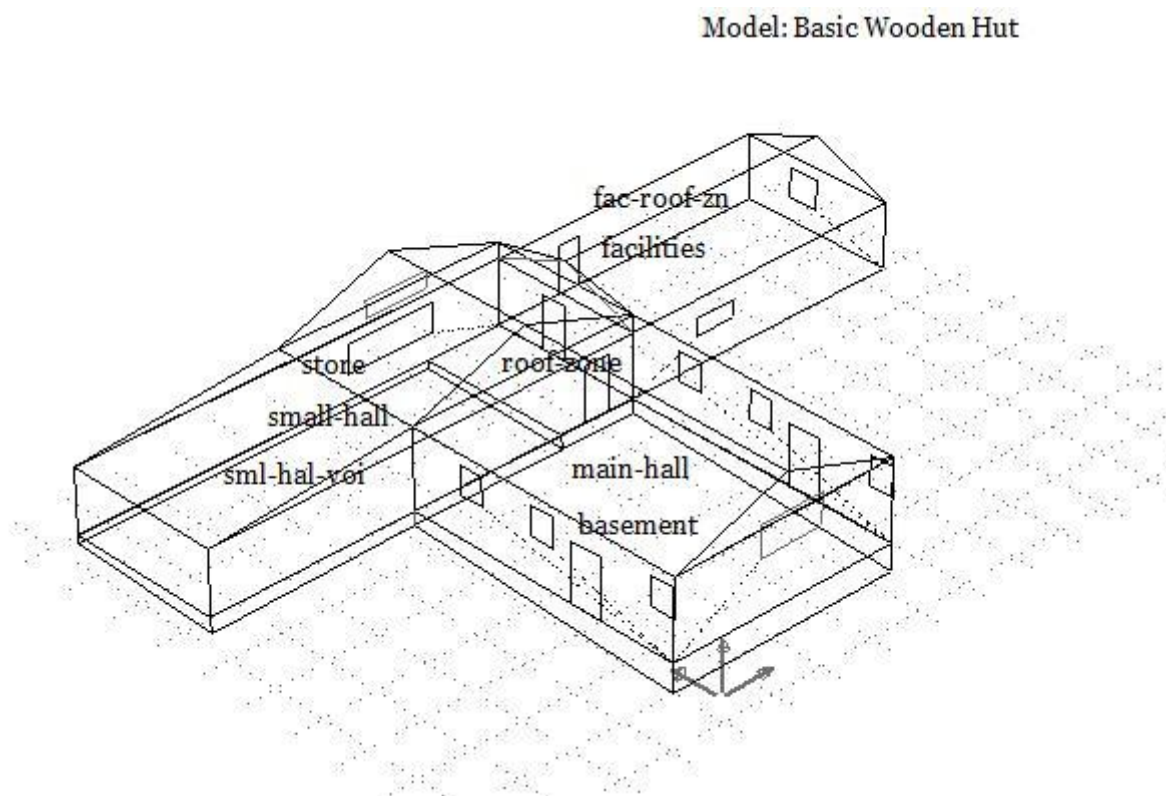 Model: Basic Wooden Hut
fac-roof-zn
facilities
store
roof-zone
small-hall
sml-hal-voi
main-hall
basement